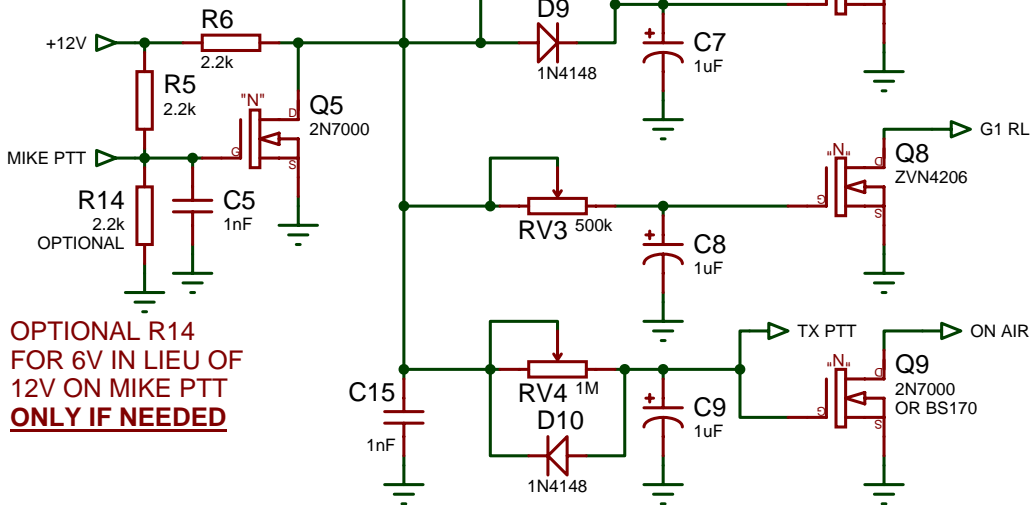 D9
1N4148
C7
1uF
+12V
R6
2.2k
R5
2.2k
"N"
D
G
S
Q5
2N7000
MIKE PTT
R14
2.2k
OPTIONAL
C5
1nF
RV3
500k
C8
1uF
"N"
D
G
S
Q8
ZVN4206
G1 RL
OPTIONAL R14
FOR 6V IN LIEU OF
12V ON MIKE PTT
ONLY IF NEEDED
C15
1nF
RV4
1M
D10
1N4148
C9
1uF
TX PTT
ON AIR
"N"
D
G
S
Q9
2N7000
OR BS170